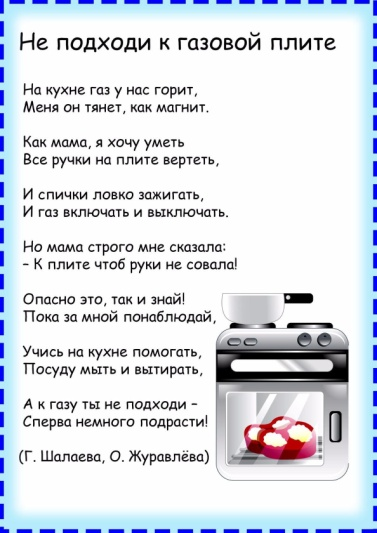 Не подходи к газовой плите
На кухне газ у нас горит,
Меня он тянет, как магнит.
Как мама, я хочу уметь
Все ручки на плите вертеть,
И спички ловко зажигать,
И газ включать и выключать.
Но мама строго мне сказала:
– К плите чтоб руки не совала!
Опасно это, так и знай!
Пока за мной понаблюдай,
Учись на кухне помогать,
Посуду мыть и вытирать,
А к газу ты не подходи –
Сперва немного подрасти!
(Г. Шалаева, О. Журавлёва)